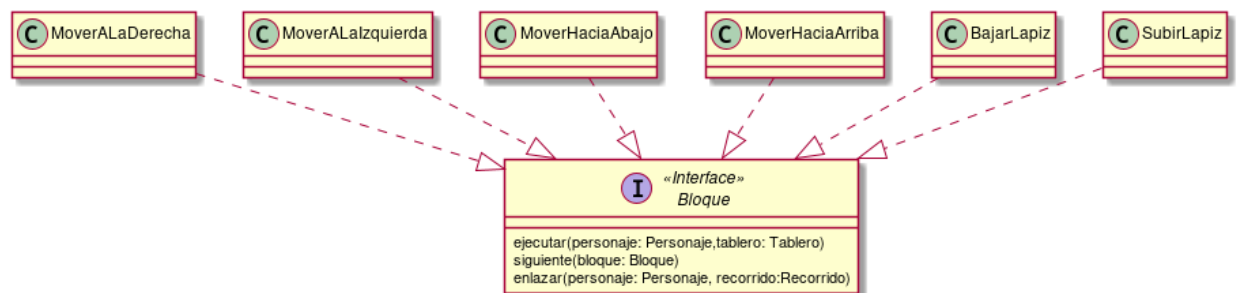 C MoverALaDerecha
C MoverALaIzquierda
C MoverHaciaAbajo
C MoverHaciaArriba
C BajarLapiz
C SubirLapiz
I «Interface»
Bloque
ejecutar(personaje: Personaje,tablero: Tablero)
siguiente(bloque: Bloque)
enlazar(personaje: Personaje, recorrido:Recorrido)